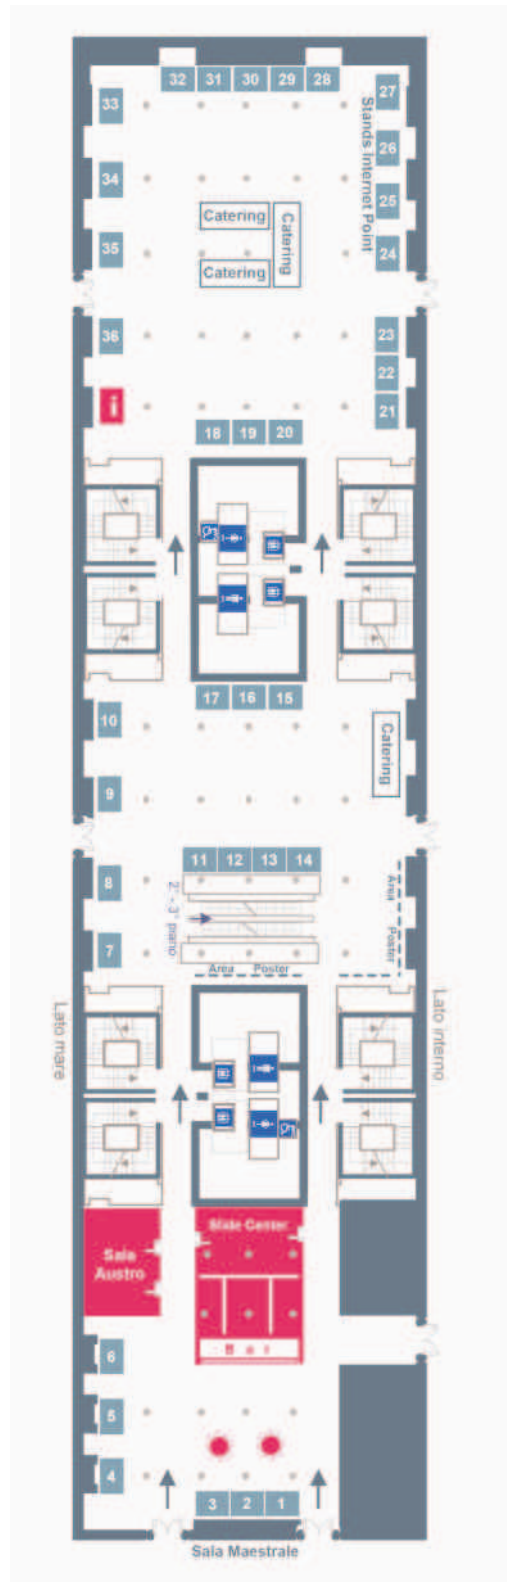 32 31 30 29 28
33
27
Stands Internet Point
26
34
25
Catering
Catering
24
35
Catering
36
23
22
21
18 19 20
17 16 15
10
Catering
9
11 12 13 14
8
2° - 3° piano
Area Poster
7
Area Poster
Lato mare
Lato interno
Slide Center
Sala
Austro
Bar
6
5
4
3 2 1
Sala Maestrale